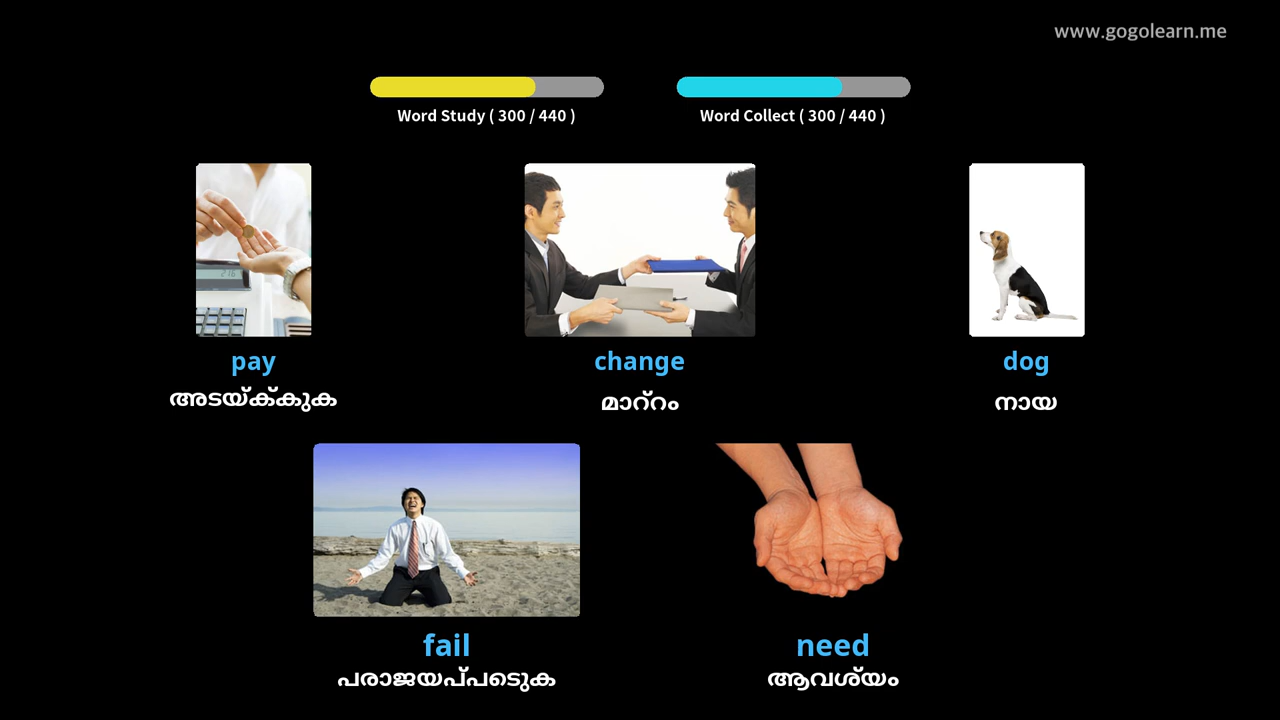 www.gogolearn.me
Word Study ( 300 / 440 )
Word Collect ( 300 / 440 )
pay
change
dog
അടയ്ക്കുക
മാറ്റം
നായ
fail
need
പരാജയപ്പടെുക
ആവശ്യം